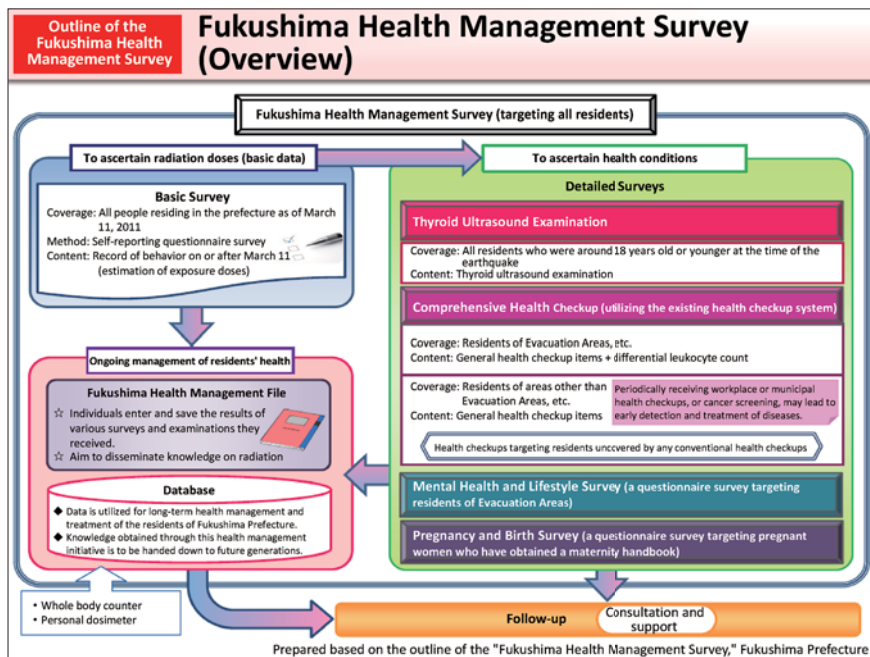 Outline of the
Fukushima Health
Management Survey
Fukushima Health Management Survey
(Overview)
Fukushima Health Management Survey (targeting all residents)
To ascertain radiation doses (basic data)
Basic Survey
Coverage: All people residing in the prefecture as of March
11, 2011
Method: Self-reporting questionnaire survey
Content: Record of behavior on or after March 11
(estimation of exposure doses)
Ongoing management of residents' health
Fukushima Health Management File
☆ Individuals enter and save the results of
various surveys and examinations they
received.
☆ Aim to disseminate knowledge on radiation
Database
◆ Data is utilized for long-term health management and
treatment of the residents of Fukushima Prefecture.
◆ Knowledge obtained through this health management
initiative is to be handed down to future generations.
• Whole body counter
• Personal dosimeter
To ascertain health conditions
Detailed Surveys
Thyroid Ultrasound Examination
Coverage: All residents who were around 18 years old or younger at the time of the
earthquake
Content: Thyroid ultrasound examination
Comprehensive Health Checkup (utilizing the existing health checkup system)
Coverage: Residents of Evacuation Areas, etc.
Content: General health checkup items + differential leukocyte count
Coverage: Residents of areas other than
Evacuation Areas, etc.
Content: General health checkup items
Periodically receiving workplace or municipal
health checkups, or cancer screening, may lead to
early detection and treatment of diseases.
Health checkups targeting residents uncovered by any conventional health checkups
Mental Health and Lifestyle Survey (a questionnaire survey targeting
residents of Evacuation Areas)
Pregnancy and Birth Survey (a questionnaire survey targeting pregnant
women who have obtained a maternity handbook)
Follow-up
Consultation and
support
Prepared based on the outline of the "Fukushima Health Management Survey," Fukushima Prefecture